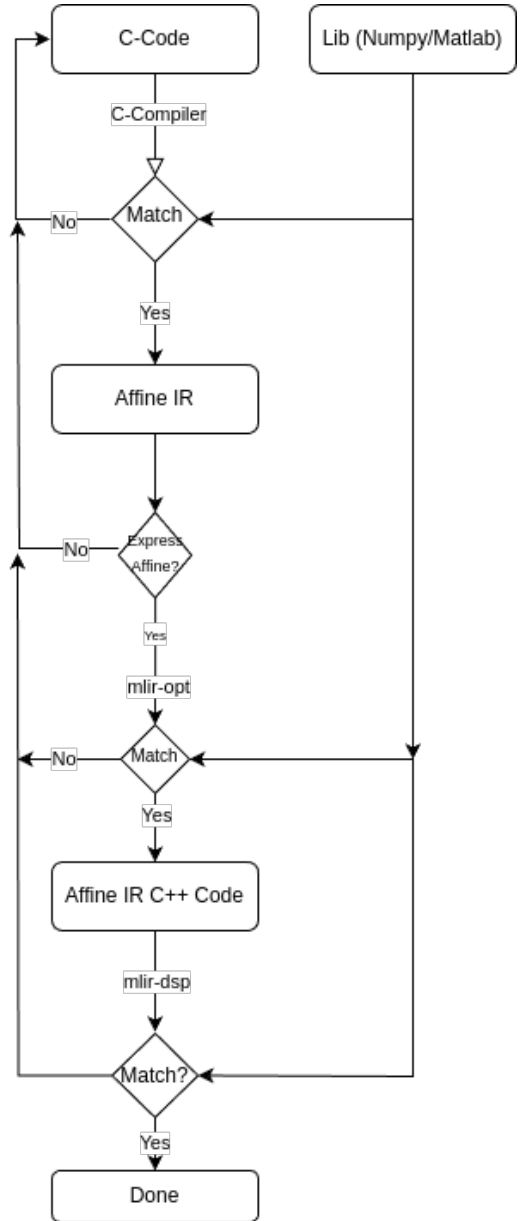 C-Code
Lib (Numpy/Matlab)
C-Compiler
Match
No
Yes
Affine IR
Express
Affine?
No
Yes
mlir-opt
Match
No
Yes
Affine IR C++ Code
mlir-dsp
Match?
Yes
Done